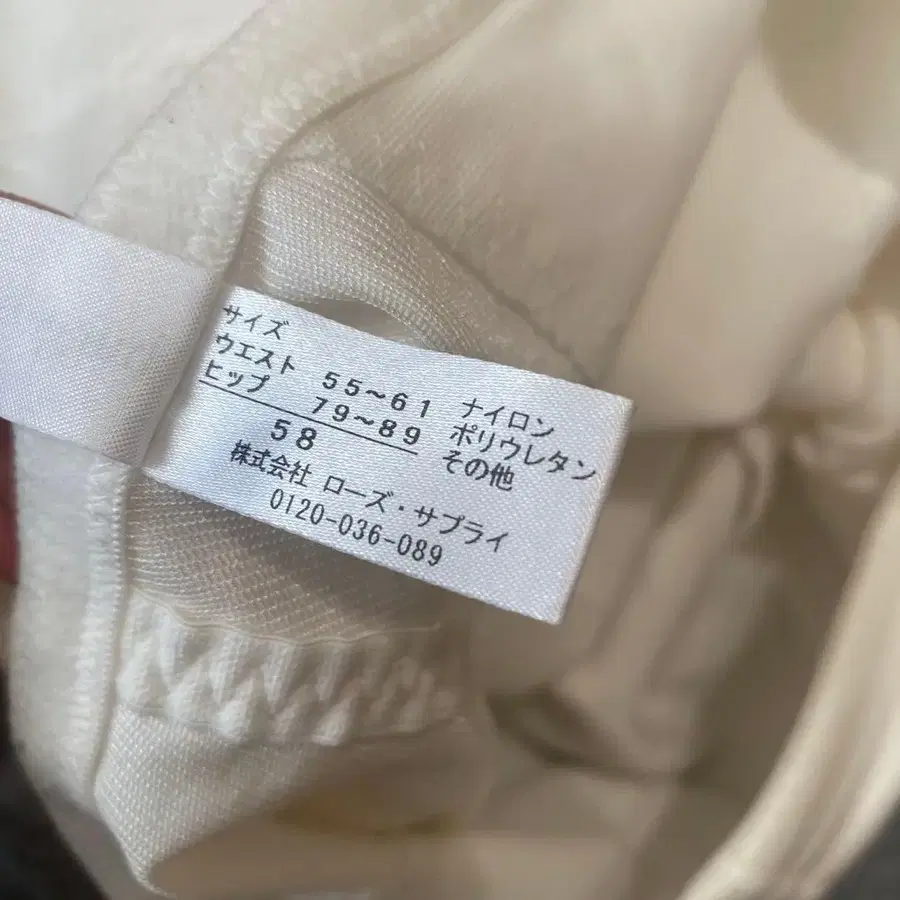 サイズ
ウエスト 55〜61
ヒップ 79〜89
58
ナイロン
ポリウレタン
その他
株式会社 ローズ・サプライ
0120-036-089